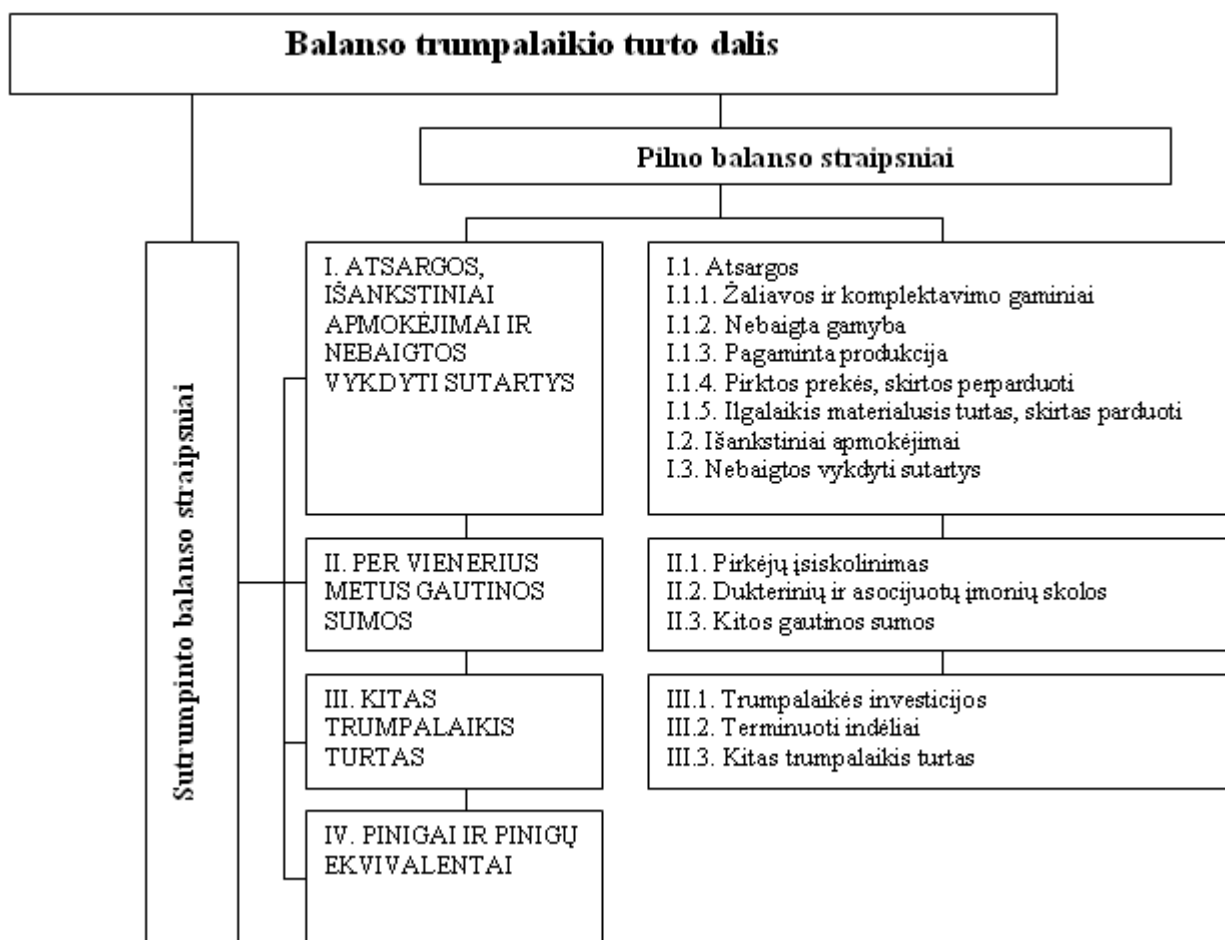 Balanso trumpalaikio turto dalis
Pilno balanso straipsniai
Sutrumpinto balanso straipsniai
I. ATSARGOS,
IŠANKSTINIAI
APMOKĖJIMAI IR
NEBAIGTOS
VYKDYTI SUTARTYS
I.1. Atsargos
I.1.1. Žaliavos ir komplektavimo gaminiai
I.1.2. Nebaigta gamyba
I.1.3. Pagaminta produkcija
I.1.4. Pirktos prekės, skirtos perparduoti
I.1.5. Ilgalaikis materialusis turtas, skirtas parduoti
I.2. Išankstiniai apmokėjimai
I.3. Nebaigtos vykdyti sutartys
II. PER VIENERIUS
METUS GAUTINOS
SUMOS
II.1. Pirkėjų įsiskolinimas
II.2. Dukterinių ir asocijuotų įmonių skolos
II.3. Kitos gautinos sumos
III. KITAS
TRUMPALAIKIS
TURTAS
III.1. Trumpalaikės investicijos
III.2. Terminuoti indėliai
III.3. Kitas trumpalaikis turtas
IV. PINIGAI IR PINIGŲ
EKVIVALENTAI